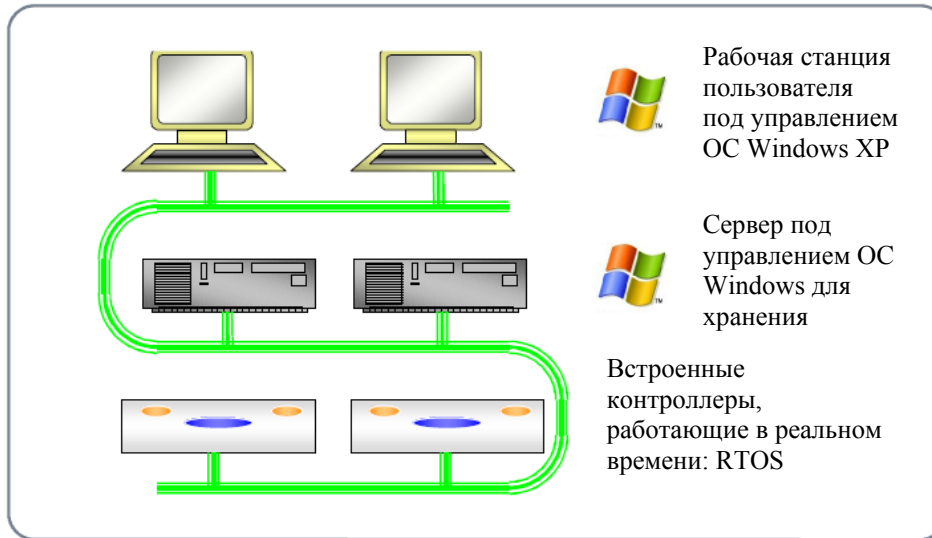 Рабочая станция
пользователя
под управлением
ОС Windows XP
Сервер под
управлением ОС
Windows для
хранения
Встроенные
контроллеры,
работающие в реальном
времени: RTOS